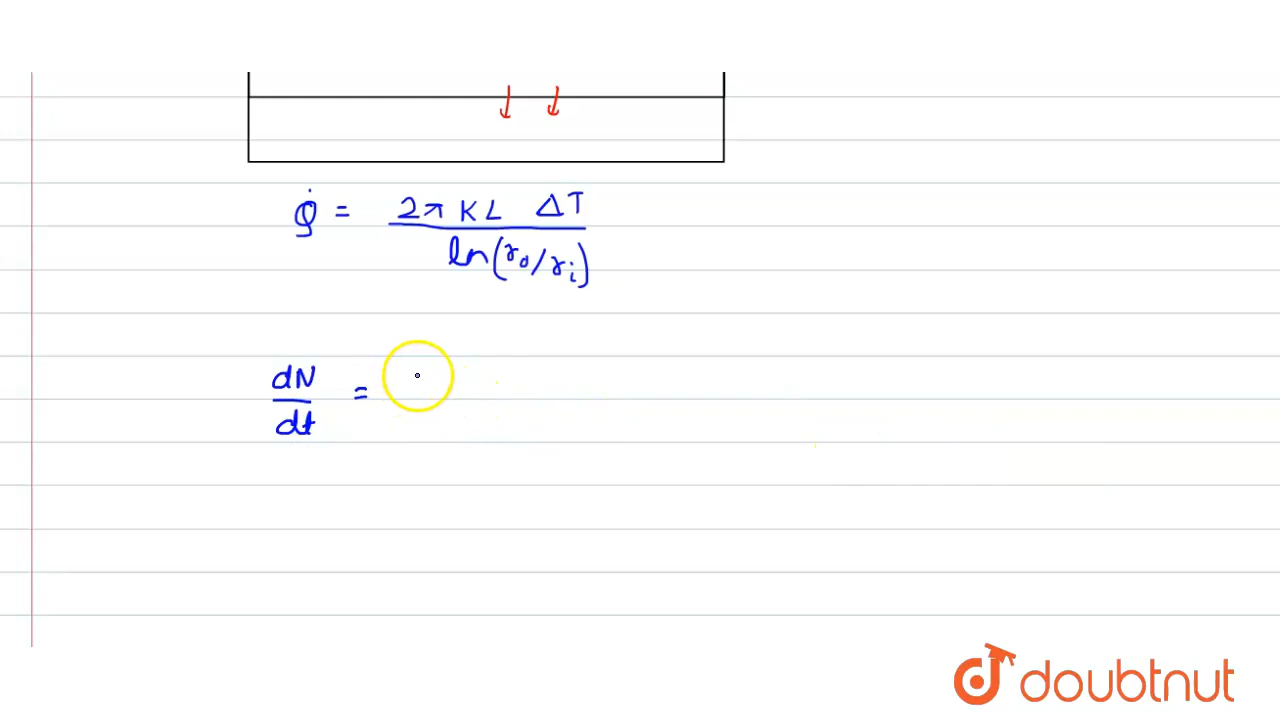 Q̇ = 2π K L ΔT / ln(r₀/rᵢ)
dN/dt =
doubtnut